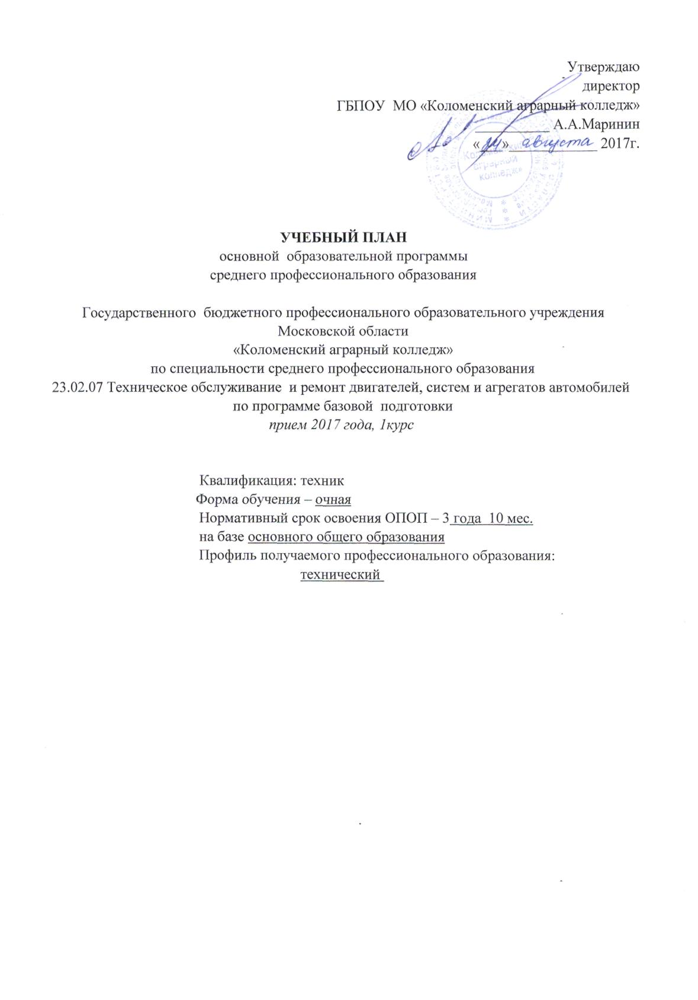 Утверждаю
директор
ГБПОУ  МО «Коломенский аграрный колледж»
__________ А.А.Маринин
« » августа 2017г.
Коломенский
аграрный
колледж»
УЧЕБНЫЙ ПЛАН
основной  образовательной программы
среднего профессионального образования
Государственного  бюджетного профессионального образовательного учреждения
Московской области
«Коломенский аграрный колледж»
по специальности среднего профессионального образования
23.02.07 Техническое обслуживание  и ремонт двигателей, систем и агрегатов автомобилей
по программе базовой  подготовки
прием 2017 года, 1курс
Квалификация: техник
Форма обучения – очная
Нормативный срок освоения ОПОП – 3 года  10 мес.
на базе основного общего образования
Профиль получаемого профессионального образования:
технический